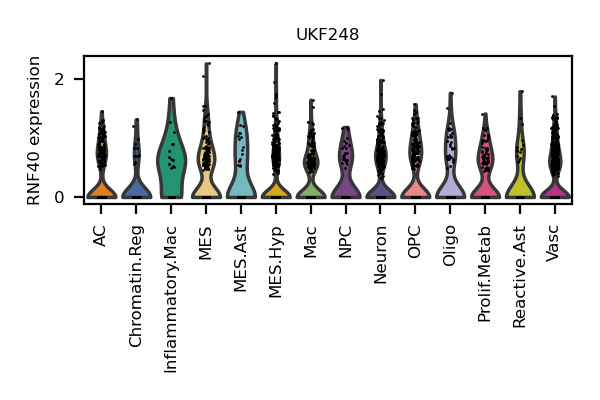 UKF248
RNF40 expression
2
0
AC
Chromatin.Reg
Inflammatory.Mac
MES
MES.Ast
MES.Hyp
Mac
NPC
Neuron
OPC
Oligo
Prolif.Metab
Reactive.Ast
Vasc